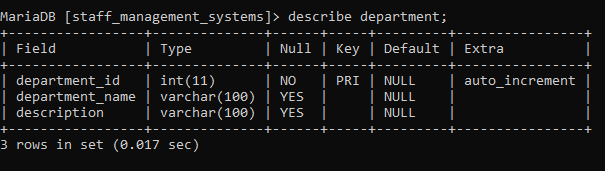 MariaDB [staff_management_systems]> describe department;
+-----------------+--------------+------+-----+---------+----------------+
| Field           | Type         | Null | Key | Default | Extra          |
+-----------------+--------------+------+-----+---------+----------------+
| department_id   | int(11)      | NO   | PRI | NULL    | auto_increment |
| department_name | varchar(100) | YES  |     | NULL    |                |
| description     | varchar(100) | YES  |     | NULL    |                |
+-----------------+--------------+------+-----+---------+----------------+
3 rows in set (0.017 sec)